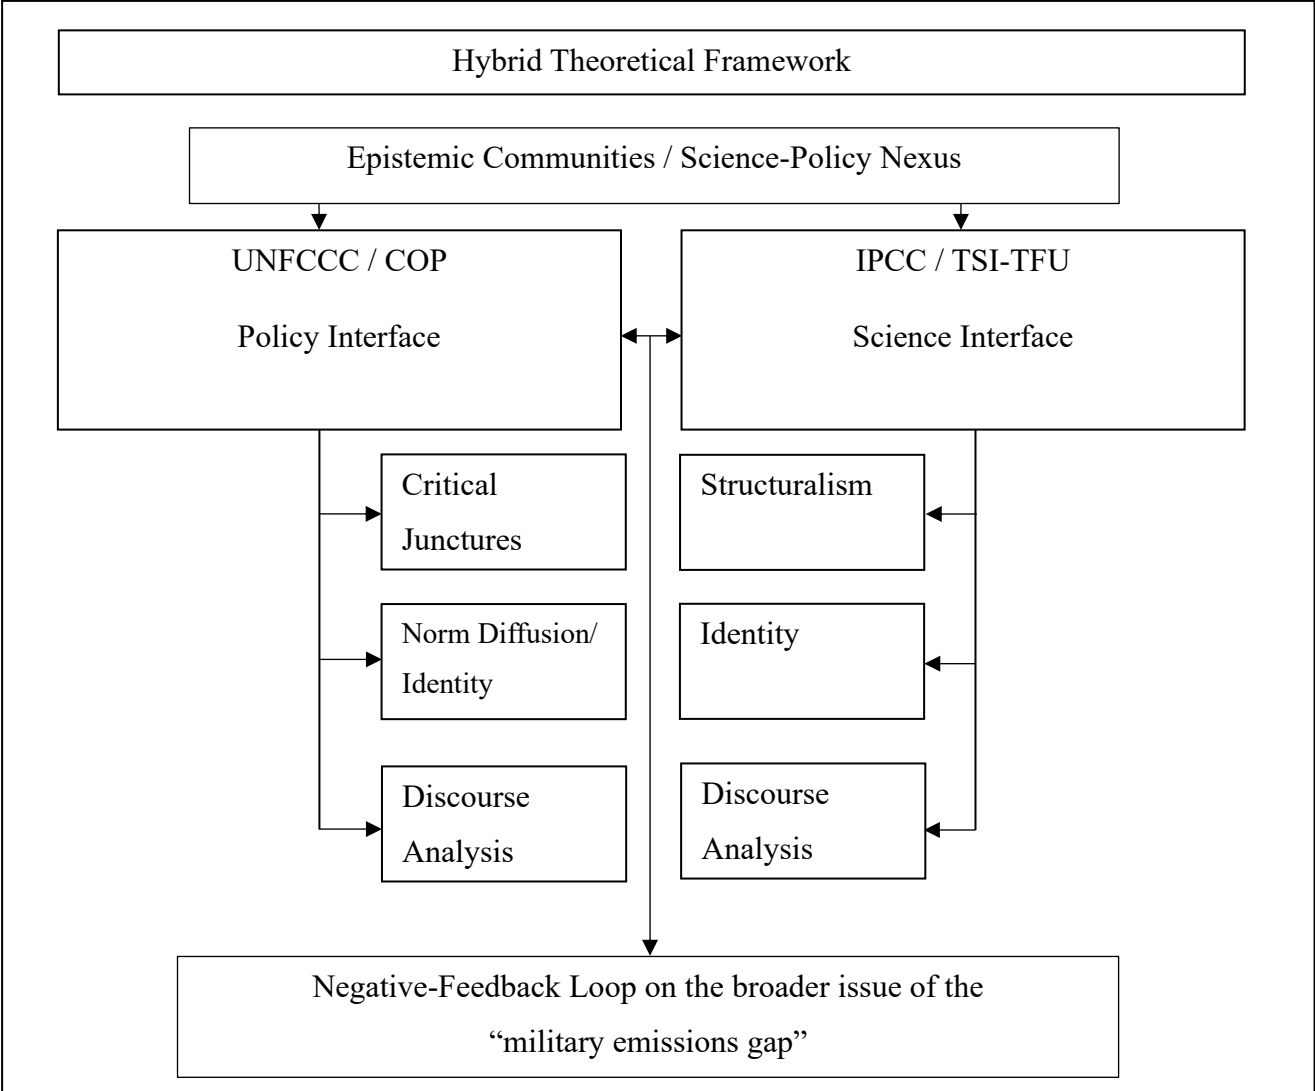 Hybrid Theoretical Framework
Epistemic Communities / Science-Policy Nexus
UNFCCC / COP
Policy Interface
IPCC / TSI-TFU
Science Interface
Critical
Junctures
Norm Diffusion/
Identity
Discourse
Analysis
Structuralism
Identity
Discourse
Analysis
Negative-Feedback Loop on the broader issue of the
“military emissions gap”